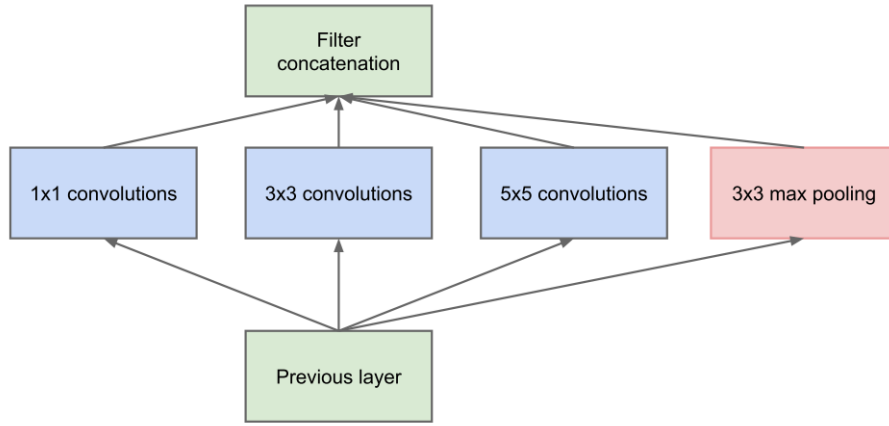 Filter
concatenation
1x1 convolutions
3x3 convolutions
5x5 convolutions
3x3 max pooling
Previous layer